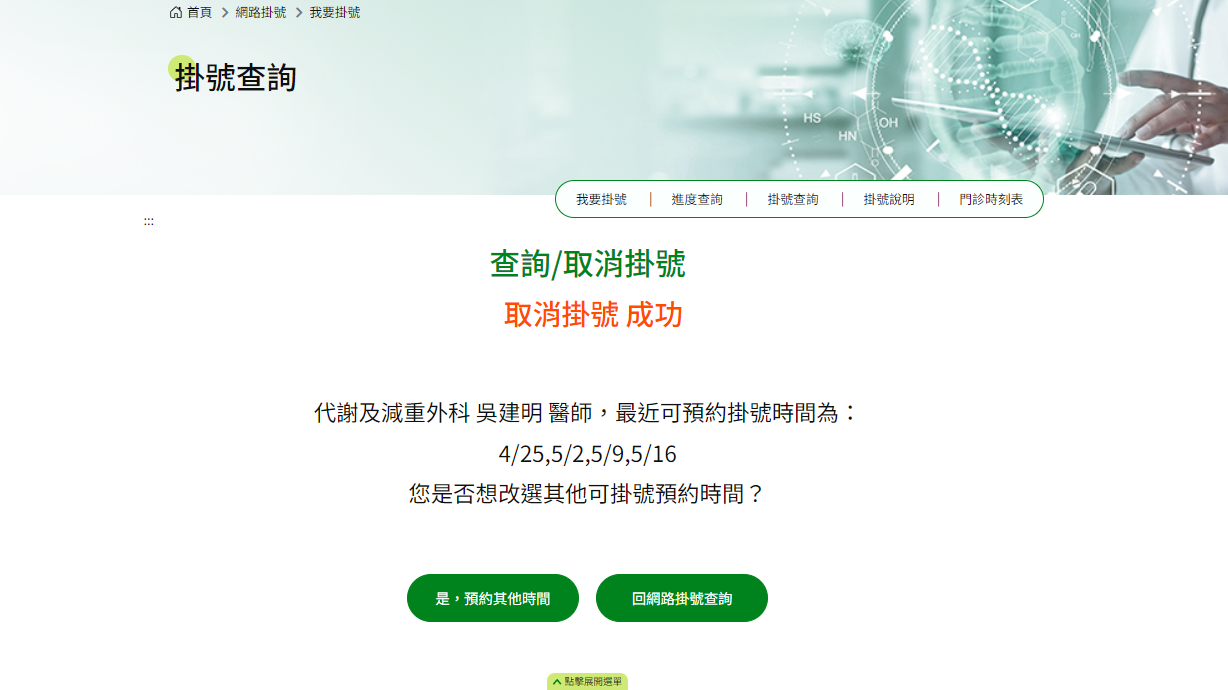 首頁 > 網路掛號 > 我要掛號
掛號查詢
HS
HN
OH
我要掛號 | 進度查詢 | 掛號查詢 | 掛號說明 | 門診時刻表
:::
查詢/取消掛號
取消掛號 成功
代謝及減重外科 吳建明 醫師，最近可預約掛號時間為：
4/25,5/2,5/9,5/16
您是否想改選其他可掛號預約時間？
是，預約其他時間
回網路掛號查詢
點擊展開選單